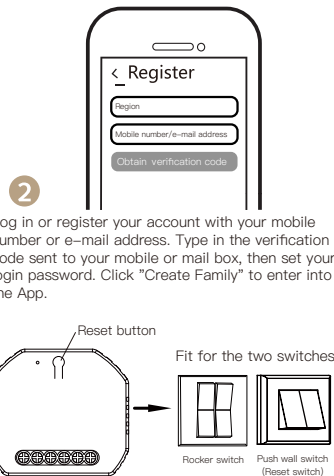 < Register
Region
Mobile number/e-mail address
Obtain verification code
2
og in or register your account with your mobile
umber or e-mail address. Type in the verification
ode sent to your mobile or mail box, then set your
ogin password. Click "Create Family" to enter into
he App.
Reset button
Fit for the two switches
Rocker switch
Push wall switch
(Reset switch)